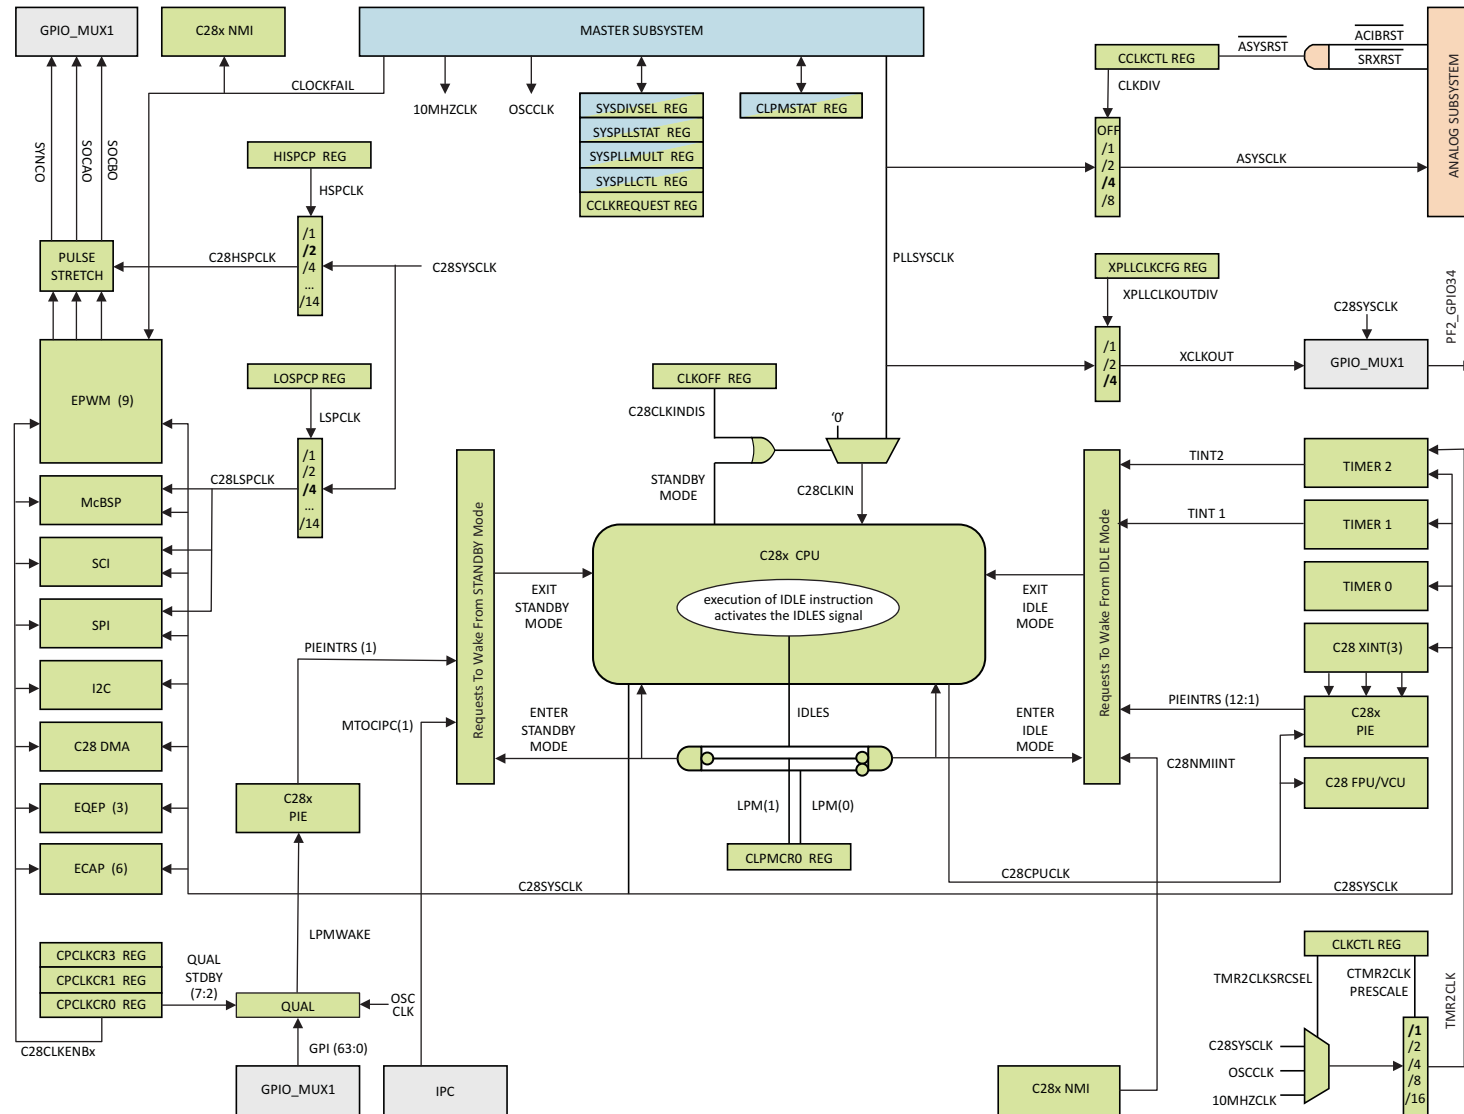 GPIO_MUX1
C28x NMI
MASTER SUBSYSTEM
CLOCKFAIL
10MHZCLK
OSCCLK
SYSDIVSEL REG
SYSPLLSTAT REG
SYSPLLMULT REG
SYSPLLCTL REG
CCLKREQUEST REG
CLPMSTAT REG
CCLKCTL REG
ASYSRST
ACIBRST
SRXRST
ANALOG SUBSYSTEM
CLKDIV
OFF
/1
/2
/4
/8
ASYSCLK
SYNCO
SOCAO
SOCBO
HISPCP REG
HSPCLK
/1
/2
/4
...
/14
C28HSPCLK
C28SYSCLK
PULSE
STRETCH
PLLSYSCLK
XPLLCLKCFG REG
XPLLCLKOUTDIV
/1
/2
/4
XCLKOUT
C28SYSCLK
GPIO_MUX1
PF2_GPIO34
EPWM (9)
LOSPCP REG
LSPCLK
/1
/2
/4
...
/14
C28LSPCLK
CLKOFF REG
C28CLKINDIS
'0'
STANDBY
MODE
C28CLKIN
McBSP
SCI
SPI
I2C
C28 DMA
EQEP (3)
ECAP (6)
Requests To Wake From STANDBY Mode
EXIT
STANDBY
MODE
C28x CPU
execution of IDLE instruction
activates the IDLES signal
EXIT
IDLE
MODE
Requests To Wake From IDLE Mode
TINT2
TIMER 2
TINT 1
TIMER 1
TIMER 0
C28 XINT(3)
PIEINTRS (12:1)
C28x
PIE
C28NMIINT
C28 FPU/VCU
PIEINTRS (1)
MTOCIPC(1)
ENTER
STANDBY
MODE
IDLES
ENTER
IDLE
MODE
LPM(1)
LPM(0)
CLPMCR0 REG
C28x
PIE
C28SYSCLK
C28CPUCLK
C28SYSCLK
LPMWAKE
CPCLKCR3 REG
CPCLKCR1 REG
CPCLKCR0 REG
QUAL
STDBY
(7:2)
QUAL
OSC
CLK
C28CLKENBx
GPI (63:0)
GPIO_MUX1
IPC
C28x NMI
CLKCTL REG
TMR2CLKSRCSEL
CTMR2CLK
PRESCALE
TMR2CLK
C28SYSCLK
OSCCLK
10MHZCLK
/1
/2
/4
/8
/16